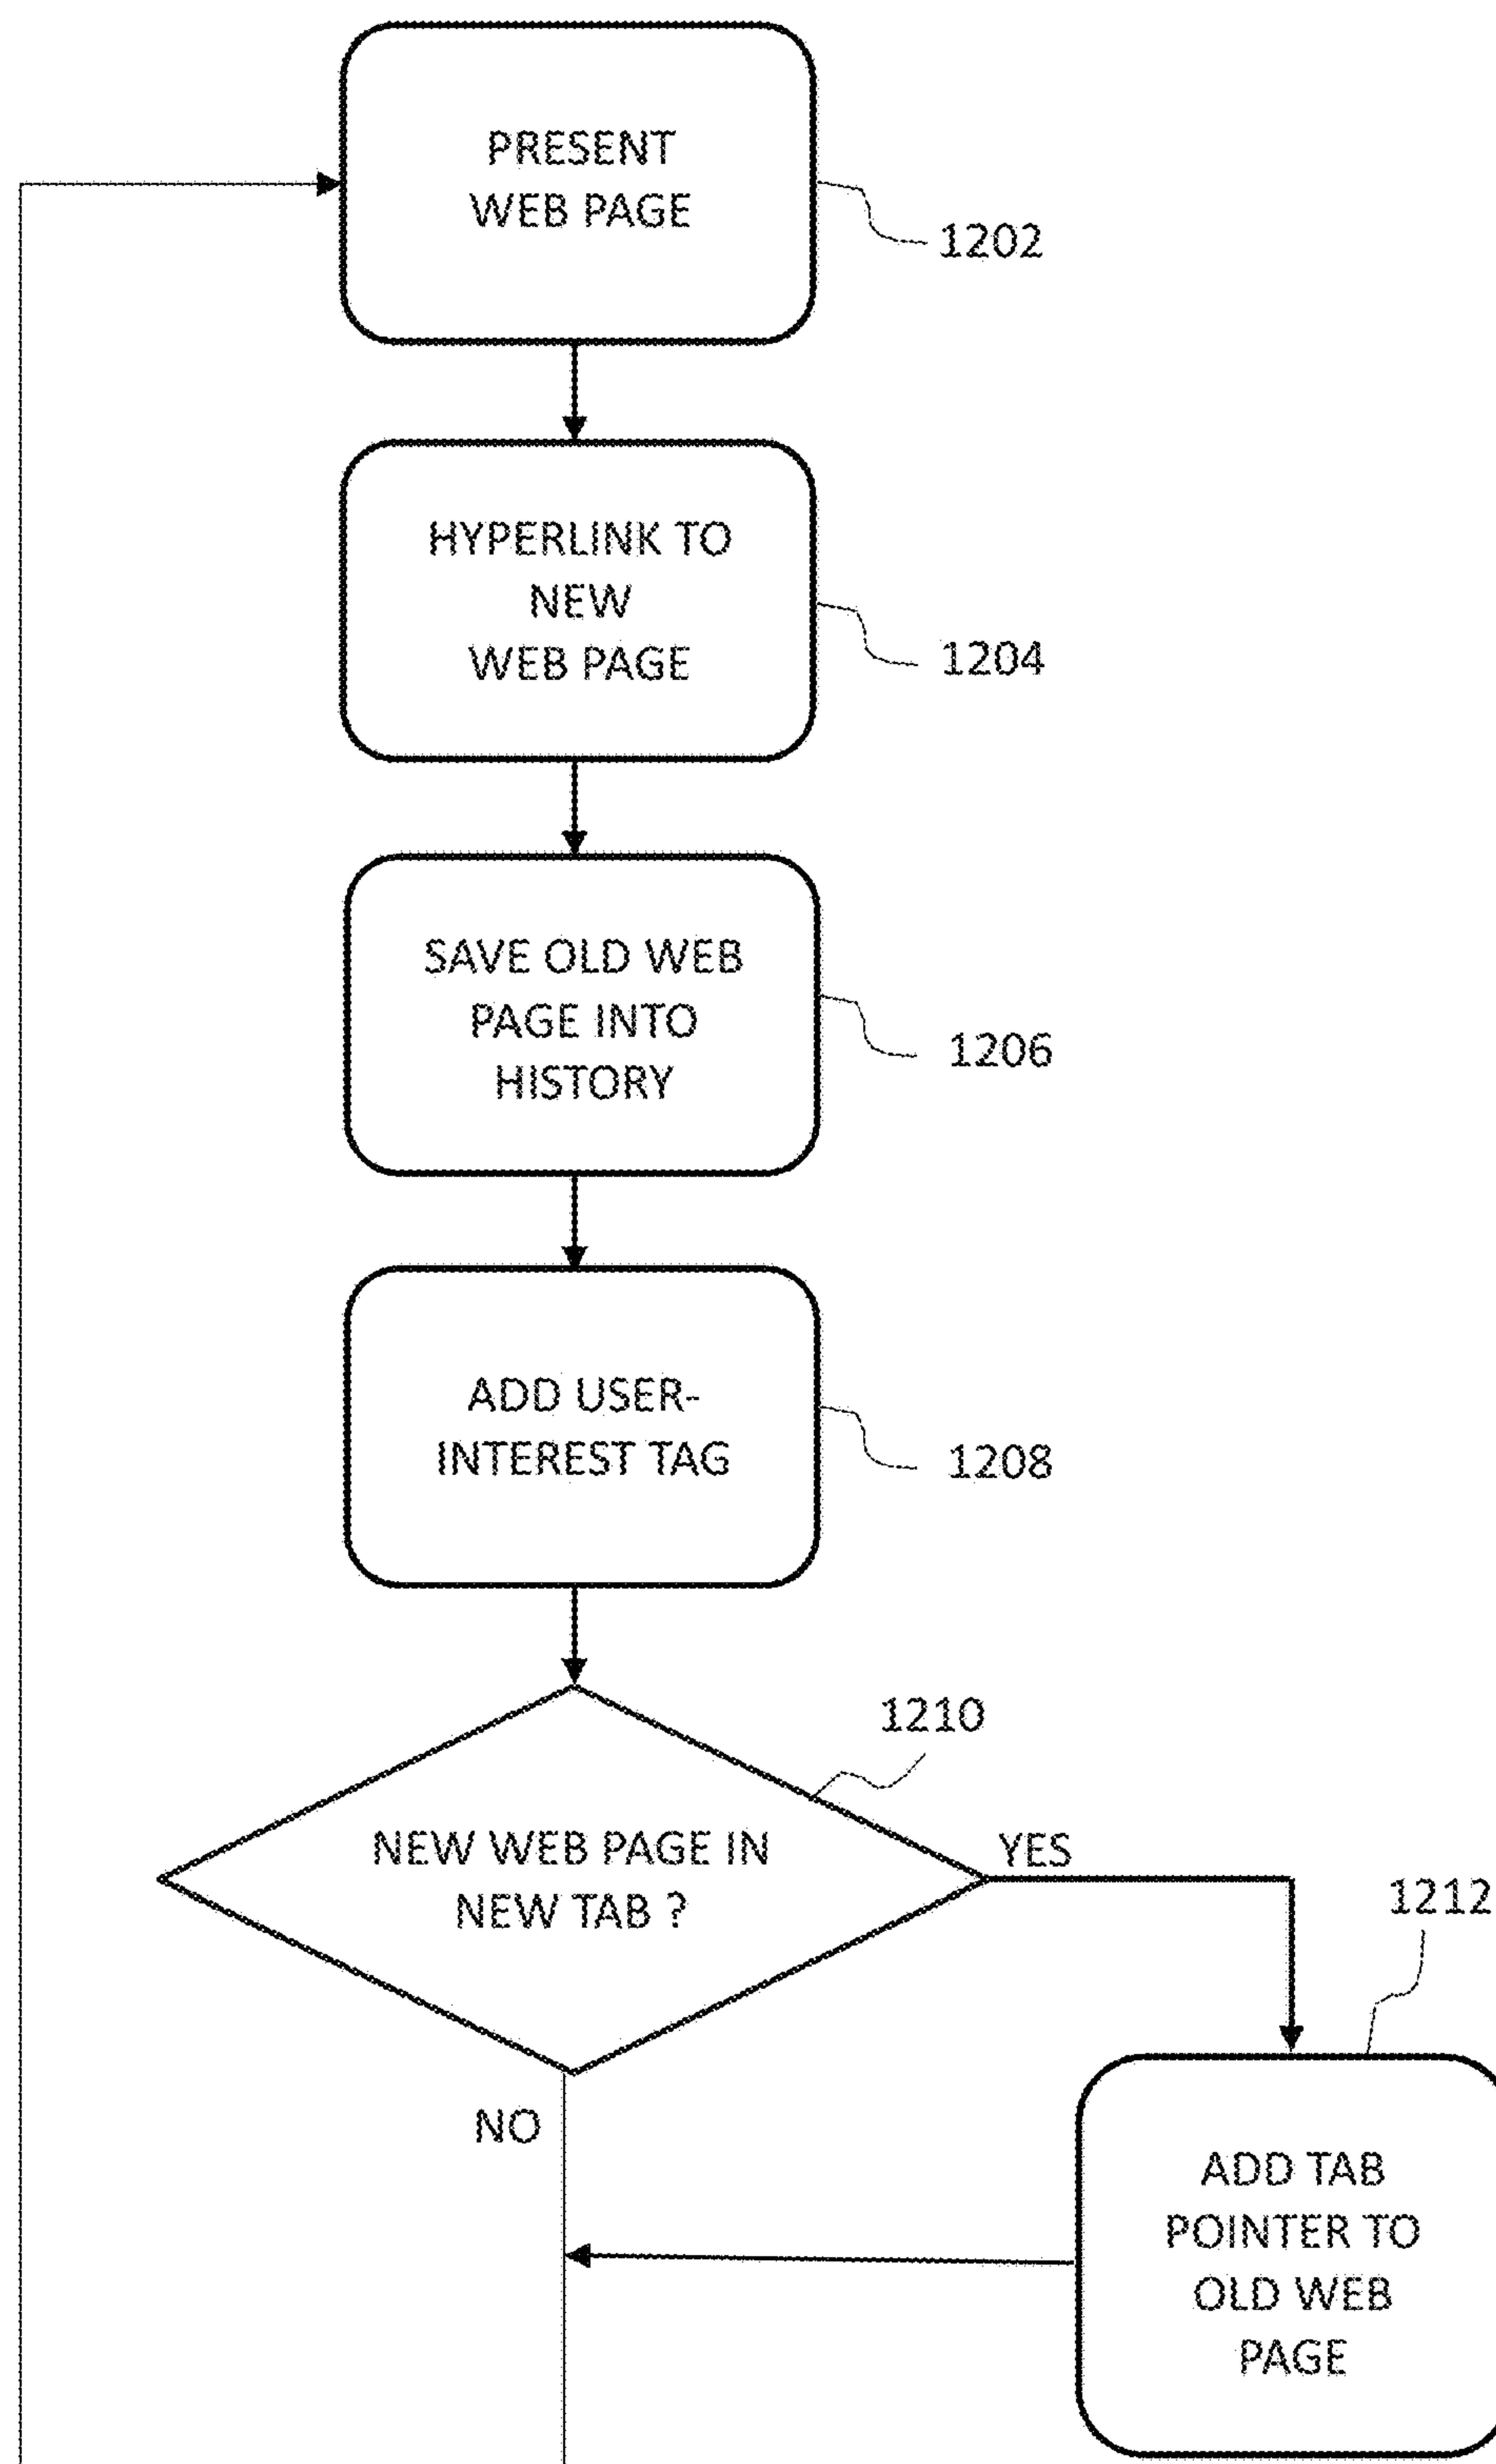 PRESENT
WEB PAGE
1202
HYPERLINK TO
NEW
WEB PAGE
1204
SAVE OLD WEB
PAGE INTO
HISTORY
1206
ADD USER-
INTEREST TAG
1208
1210
NEW WEB PAGE IN
NEW TAB ?
YES
1212
NO
ADD TAB
POINTER TO
OLD WEB
PAGE